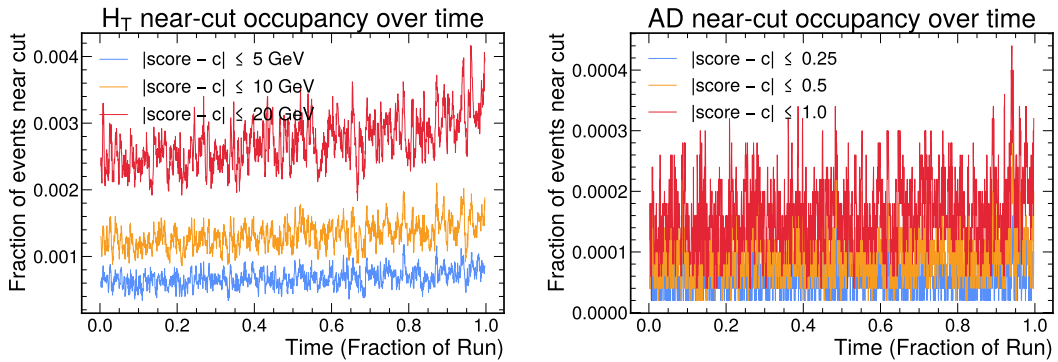 H_T near-cut occupancy over time
Fraction of events near cut
0.004
0.003
0.002
0.001
|score − c| ≤ 5 GeV
|score − c| ≤ 10 GeV
|score − c| ≤ 20 GeV
0.0 0.2 0.4 0.6 0.8 1.0
Time (Fraction of Run)
AD near-cut occupancy over time
Fraction of events near cut
0.0004
0.0003
0.0002
0.0001
0.0000
|score − c| ≤ 0.25
|score − c| ≤ 0.5
|score − c| ≤ 1.0
0.0 0.2 0.4 0.6 0.8 1.0
Time (Fraction of Run)